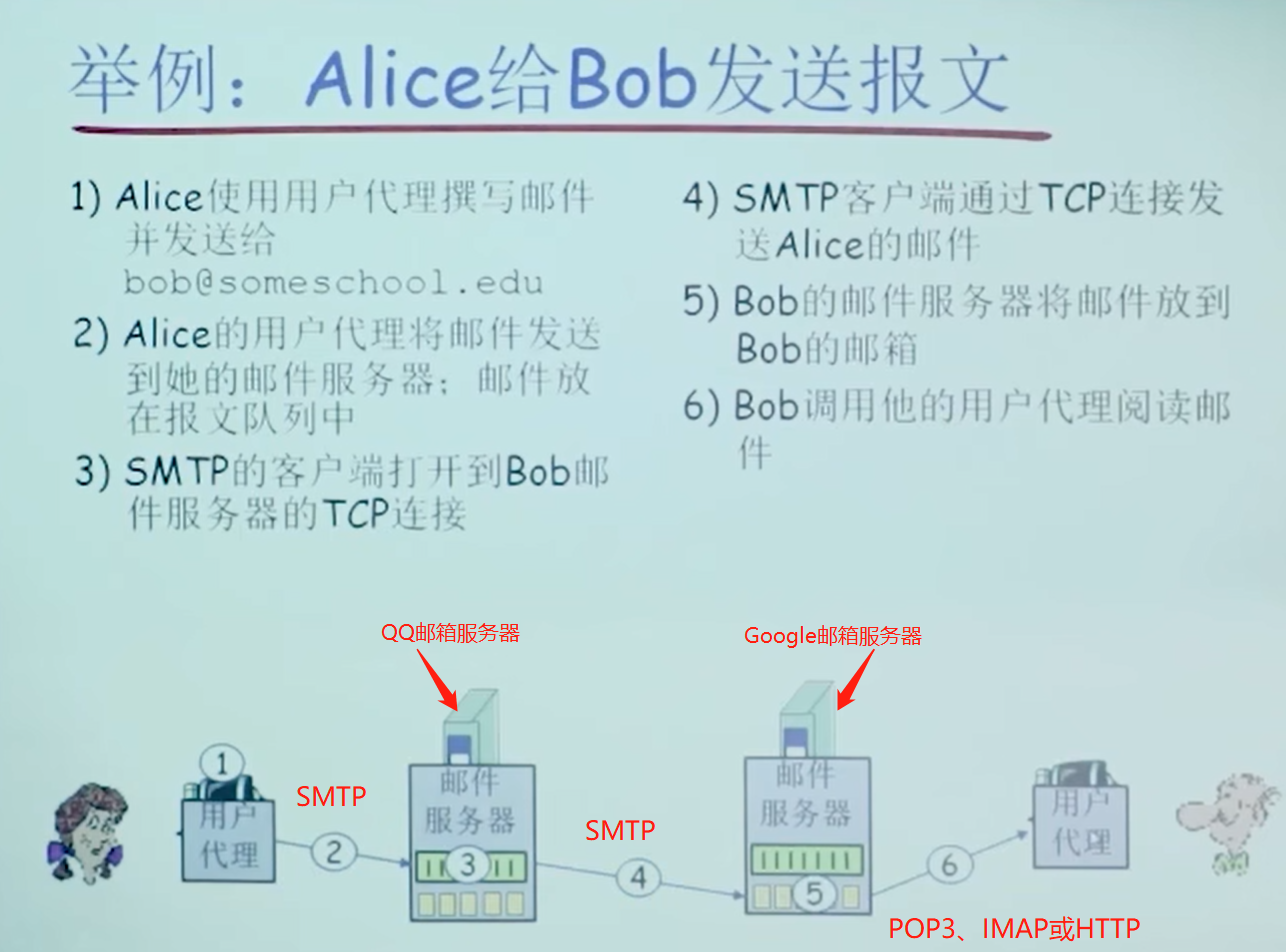 举例：Alice给Bob发送报文
1) Alice使用用户代理撰写邮件
并发送给
bob@someschool.edu
2) Alice的用户代理将邮件发送
到她的邮件服务器；邮件放
在报文队列中
3) SMTP的客户端打开到Bob邮
件服务器的TCP连接
4) SMTP客户端通过TCP连接发
送Alice的邮件
5) Bob的邮件服务器将邮件放到
Bob的邮箱
6) Bob调用他的用户代理阅读邮
件
QQ邮箱服务器
Google邮箱服务器
1
用户
代理
SMTP
2
邮件
服务器
3
SMTP
4
邮件
服务器
5
6
用户
代理
POP3、IMAP或HTTP